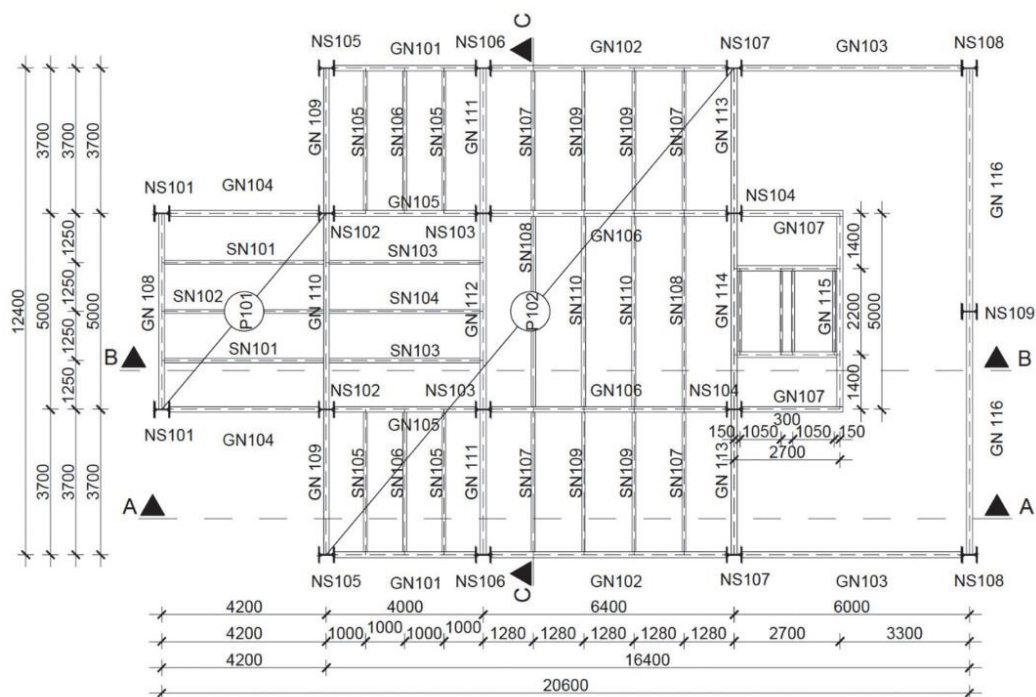 C
NS105 GN101 NS106 GN102 NS107 GN103 NS108
12400
3700 3700 3700
GN 109 SN105 SN106 SN105 GN 111 SN107 SN109 SN109 SN107 GN 113
GN 116
NS101 GN104 GN105 NS104
NS102 NS103 GN106 GN107
1250 SN101 SN103 SN108 1400
GN 108 5000 5000 1250 SN102 P101 GN 110 SN104 GN 112 P102 SN110 SN110 SN108 GN 114 GN 115 2200 5000 NS109
1250 SN101 SN103
B B
1250 NS102 NS103 GN106 NS104 GN107 1400
NS101 GN104 GN105
300
150 1050 1050 150
2700
GN 116
3700 3700 3700
GN 109 SN105 SN106 SN105 GN 111 SN107 SN109 SN109 SN107 GN 113
A A
NS105 GN101 NS106 C GN102 NS107 GN103 NS108
4200 4000 6400 6000
4200 1000 1000 1000 1000 1280 1280 1280 1280 1280 2700 3300
4200 16400
20600